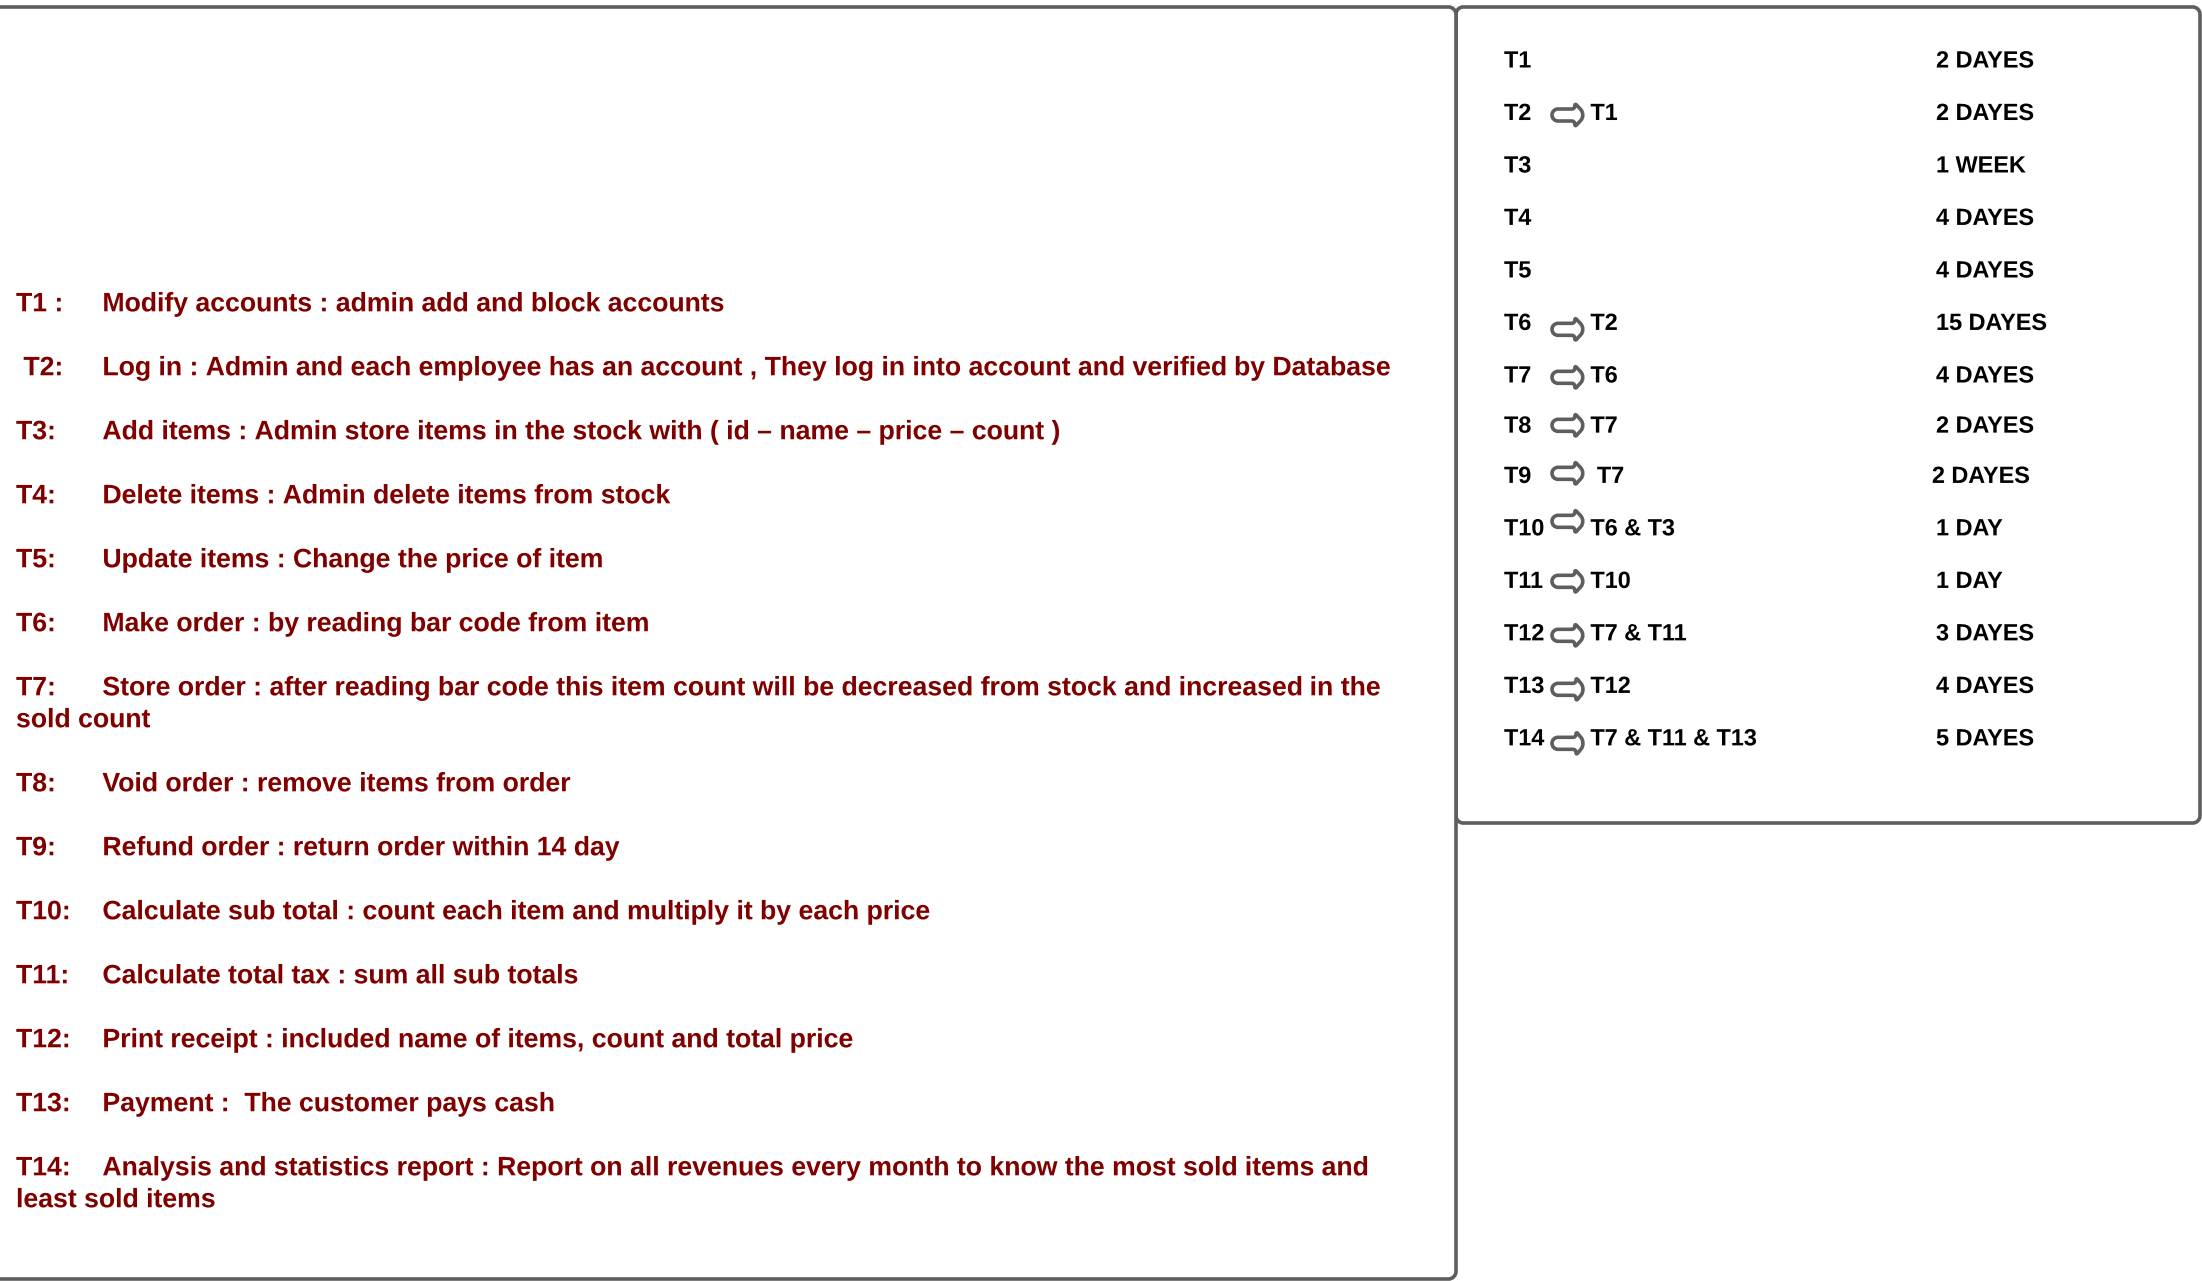 T1 : Modify accounts : admin add and block accounts
T2: Log in : Admin and each employee has an account , They log in into account and verified by Database
T3: Add items : Admin store items in the stock with ( id – name – price – count )
T4: Delete items : Admin delete items from stock
T5: Update items : Change the price of item
T6: Make order : by reading bar code from item
T7: Store order : after reading bar code this item count will be decreased from stock and increased in the
sold count
T8: Void order : remove items from order
T9: Refund order : return order within 14 day
T10: Calculate sub total : count each item and multiply it by each price
T11: Calculate total tax : sum all sub totals
T12: Print receipt : included name of items, count and total price
T13: Payment : The customer pays cash
T14: Analysis and statistics report : Report on all revenues every month to know the most sold items and
least sold items
T1 2 DAYES
T2 T1 2 DAYES
T3 1 WEEK
T4 4 DAYES
T5 4 DAYES
T6 T2 15 DAYES
T7 T6 4 DAYES
T8 T7 2 DAYES
T9 T7 2 DAYES
T10 T6 & T3 1 DAY
T11 T10 1 DAY
T12 T7 & T11 3 DAYES
T13 T12 4 DAYES
T14 T7 & T11 & T13 5 DAYES